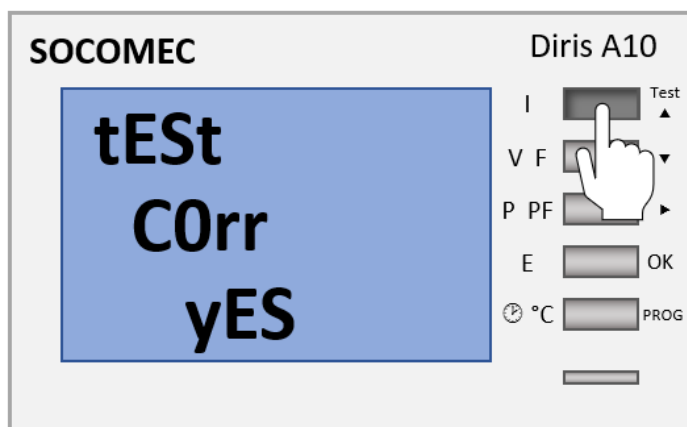 SOCOMEC
Diris A10
tESt
C0rr
yES
I
Test
▲
V F
▼
P PF
►
E
OK
°C
PROG